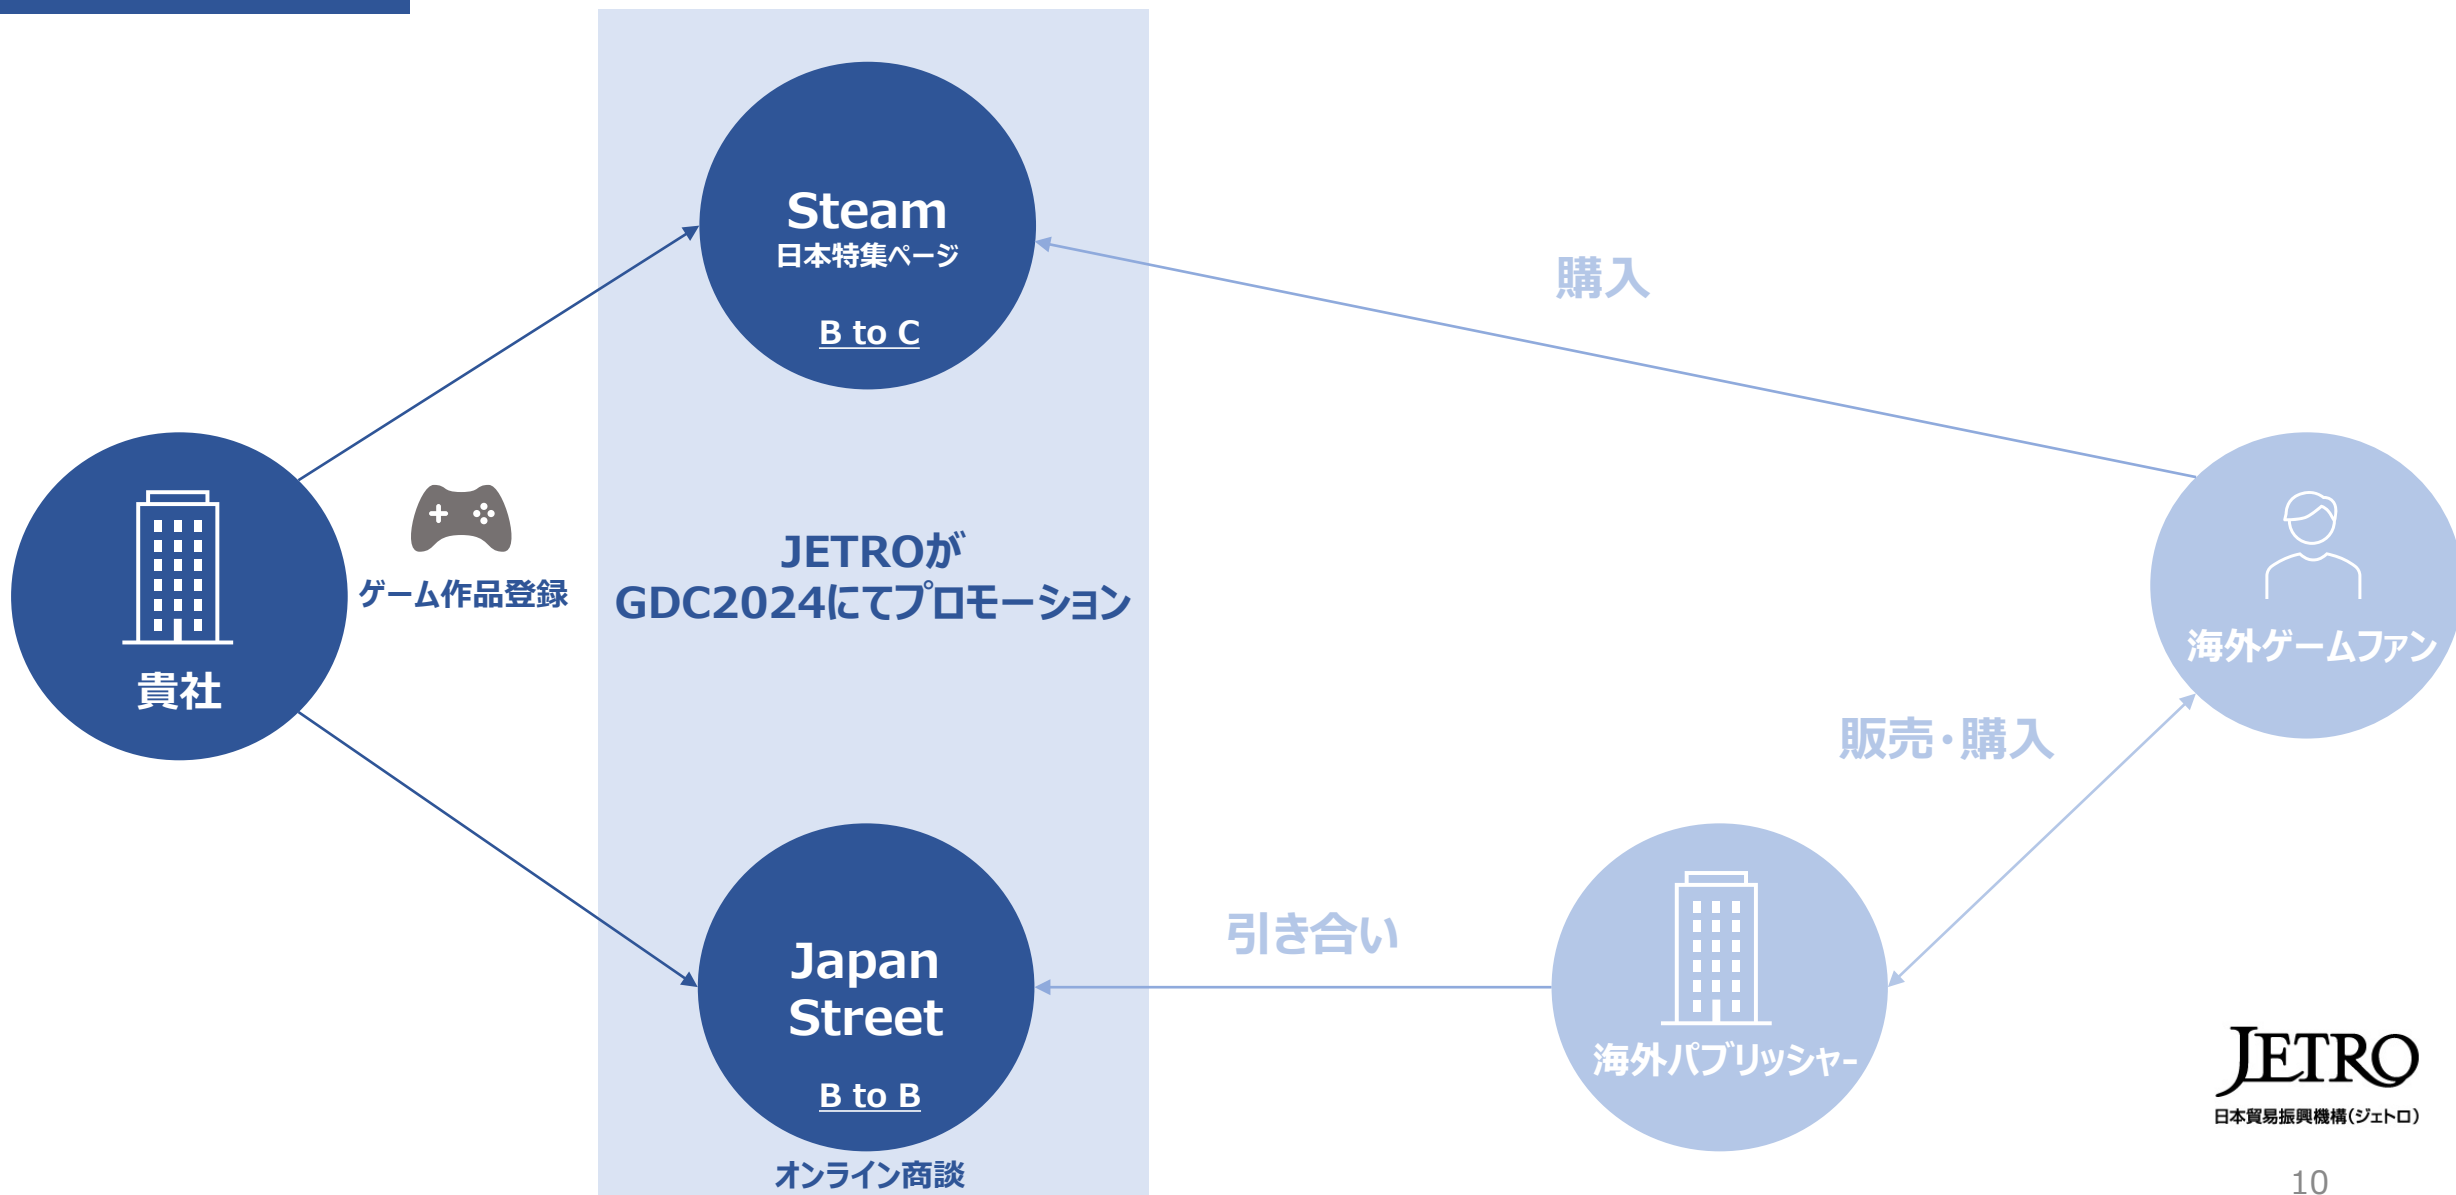 Steam
日本特集ページ
B to C
購入
ゲーム作品登録
貴社
JETROが
GDC2024にてプロモーション
海外ゲームファン
販売・購入
引き合い
Japan
Street
B to B
オンライン商談
海外パブリッシャー
JETRO
日本貿易振興機構(ジェトロ)
10